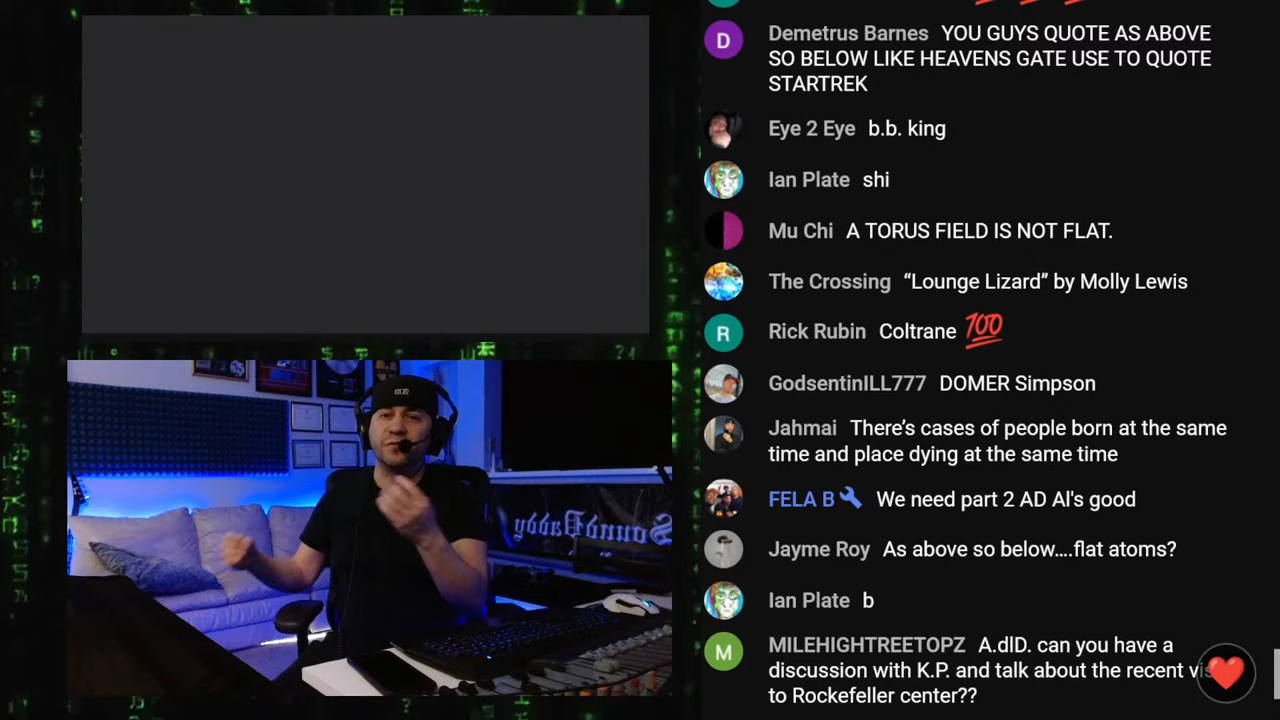 Demetrus Barnes YOU GUYS QUOTE AS ABOVE
SO BELOW LIKE HEAVENS GATE USE TO QUOTE
STARTREK
Eye 2 Eye b.b. king
Ian Plate shi
Mu Chi A TORUS FIELD IS NOT FLAT.
The Crossing “Lounge Lizard” by Molly Lewis
Rick Rubin Coltrane 💯
GodsentinILL777 DOMER Simpson
Jahmai There’s cases of people born at the same
time and place dying at the same time
FELA B We need part 2 AD Al's good
Jayme Roy As above so below....flat atoms?
Ian Plate b
MILEHIGHTREETOPZ A.dlD. can you have a
discussion with K.P. and talk about the recent
to Rockefeller center??
D
R
M
SoundDaddy